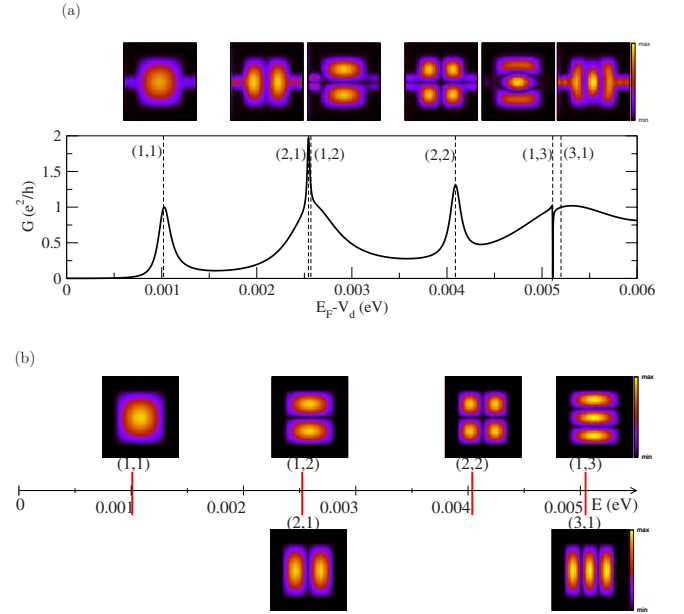 (a)
max
min
2
1.5
1
0.5
0
G (e²/h)
(1,1)
(2,1)
(1,2)
(2,2)
(1,3)
(3,1)
0
0.001
0.002
0.003
0.004
0.005
0.006
E_F-V_d (eV)
(b)
max
min
(1,1)
(1,2)
(2,2)
(1,3)
0
0.001
0.002
0.003
0.004
0.005
E (eV)
(2,1)
(3,1)
max
min